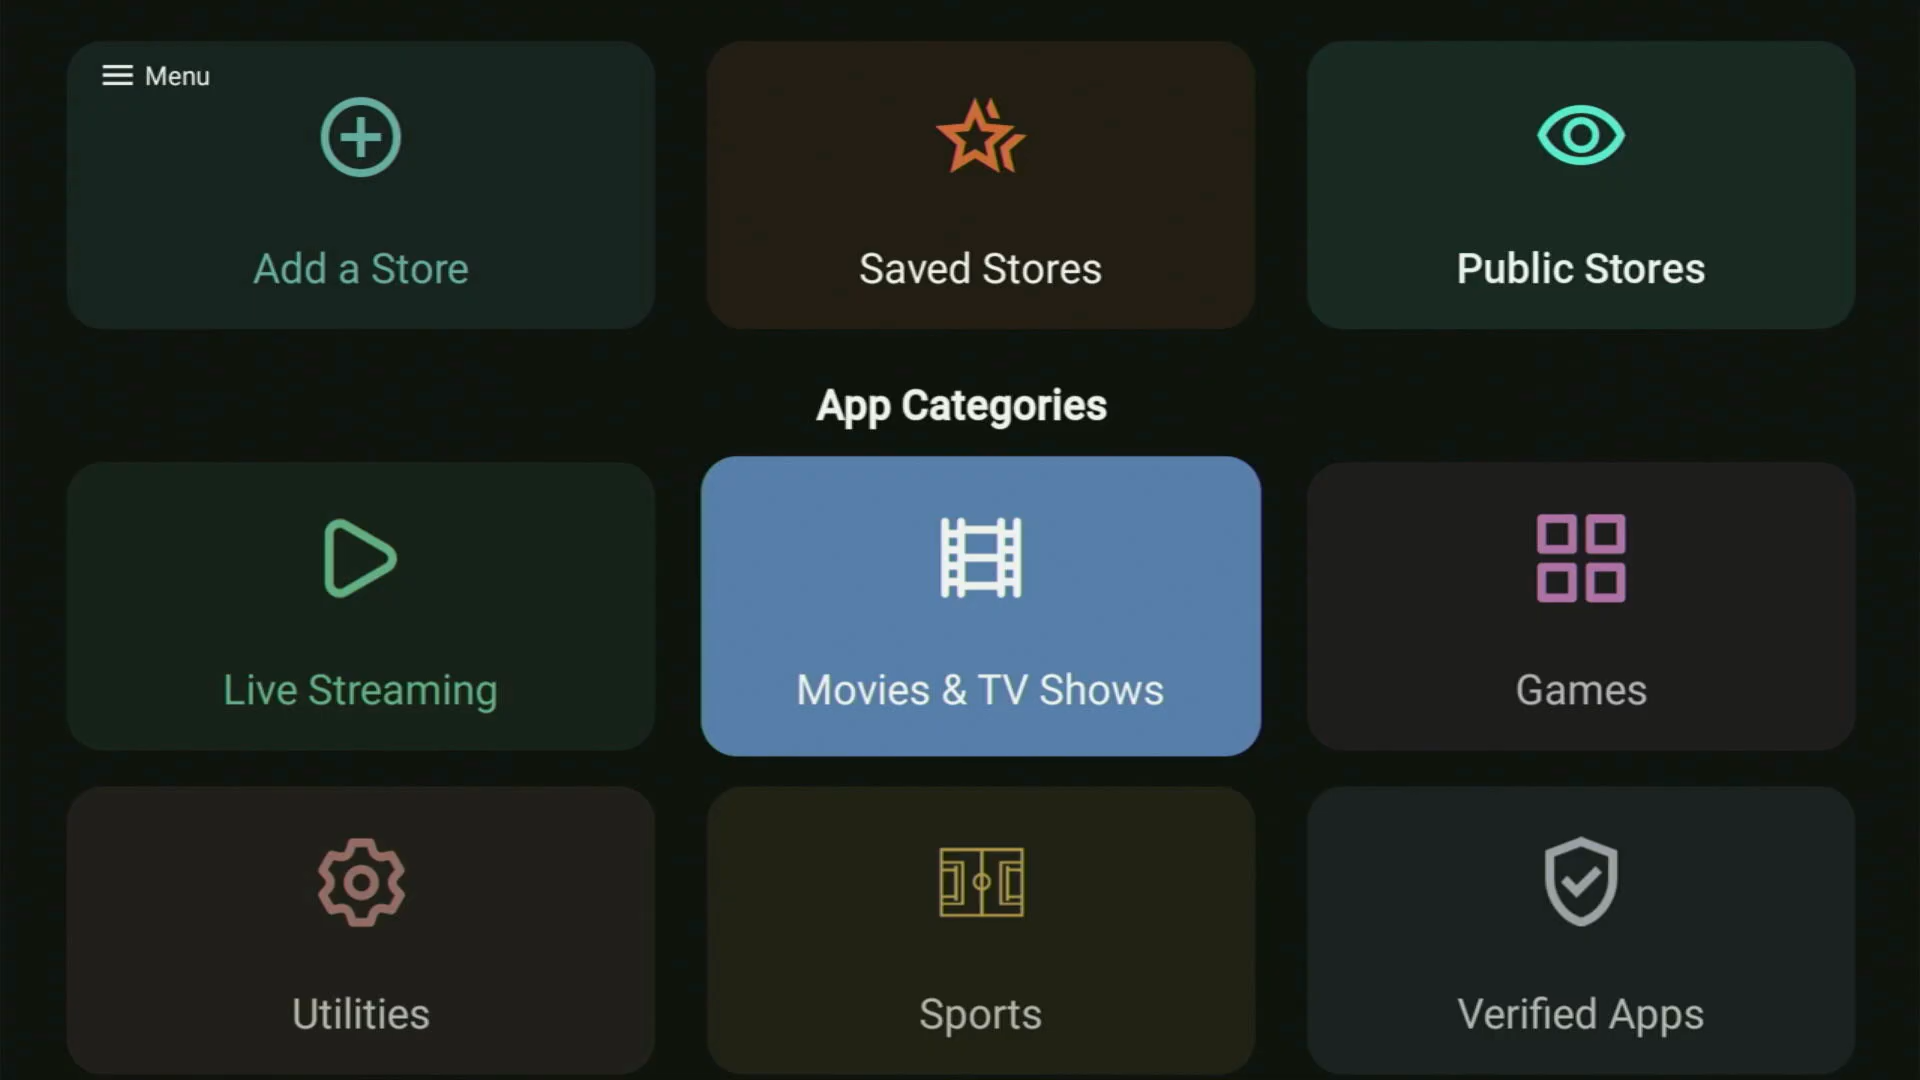 Menu
Add a Store
Saved Stores
Public Stores
App Categories
Live Streaming
Movies & TV Shows
Games
Utilities
Sports
Verified Apps